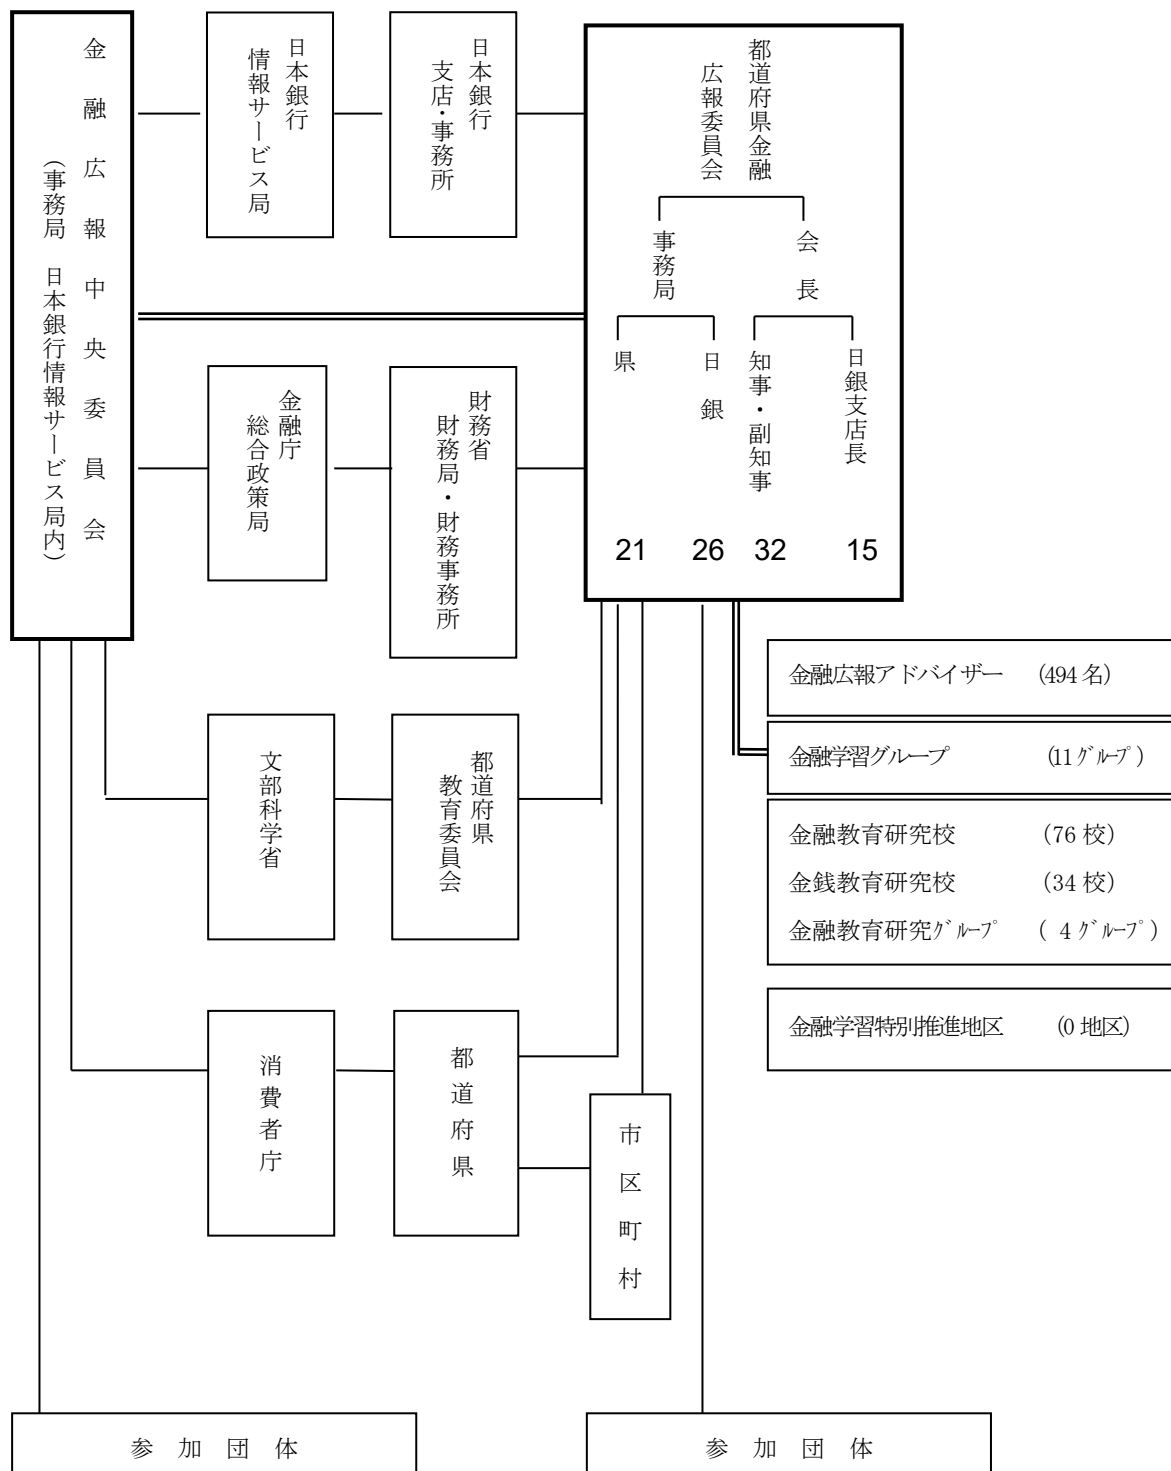 金融広報中央委員会
(事務局 日本銀行情報サービス局内)
日本銀行
情報サービス局
日本銀行
支店・事務所
都道府県金融
広報委員会
会長
事務局
日銀支店長
知事・副知事
日銀
県
21 26 32 15
金融庁
総合政策局
財務省
財務局・財務事務所
文部科学省
都道府県
教育委員会
消費者庁
都道府県
市区町村
金融広報アドバイザー (494名)
金融学習グループ (11グループ)
金融教育研究校 (76校)
金銭教育研究校 (34校)
金融教育研究グループ ( 4グループ)
金融学習特別推進地区 (0地区)
参加団体
参加団体